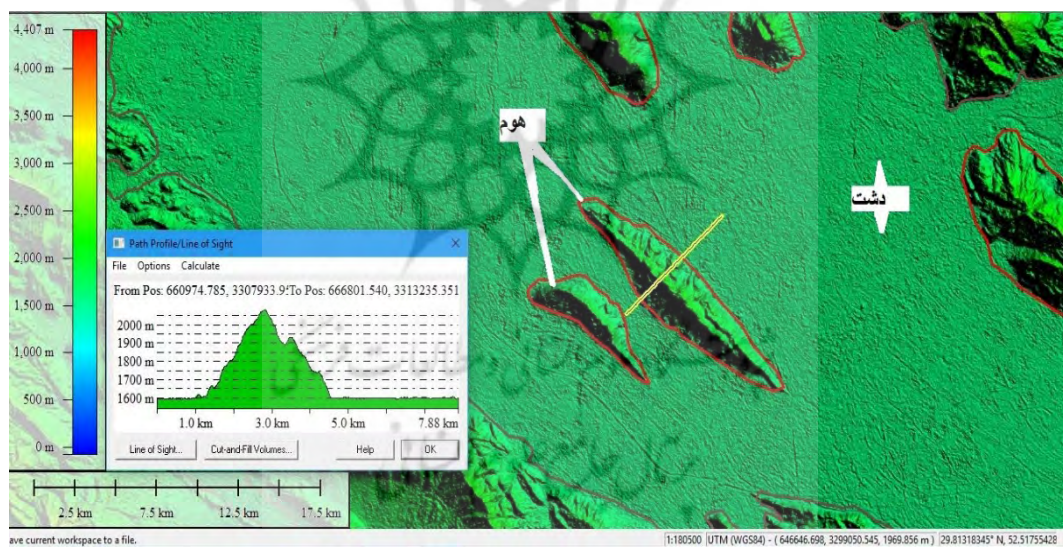 4,407 m
4,000 m
3,500 m
3,000 m
2,500 m
2,000 m
1,500 m
1,000 m
500 m
0 m
هوم
دشت
Path Profile/Line of Sight
File Options Calculate
From Pos: 660974.785, 3307933.9 To Pos: 666801.540, 3313235.351
2000 m
1900 m
1800 m
1700 m
1600 m
1.0 km 3.0 km 5.0 km 7.88 km
Line of Sight... Cut-and-Fill Volumes... Help OK
2.5 km 7.5 km 12.5 km 17.5 km
ave current workspace to a file.
1:180500 UTM (WGS84) - ( 646646.698, 3299050.545, 1969.856 m ) 29.81318345° N, 52.51755428